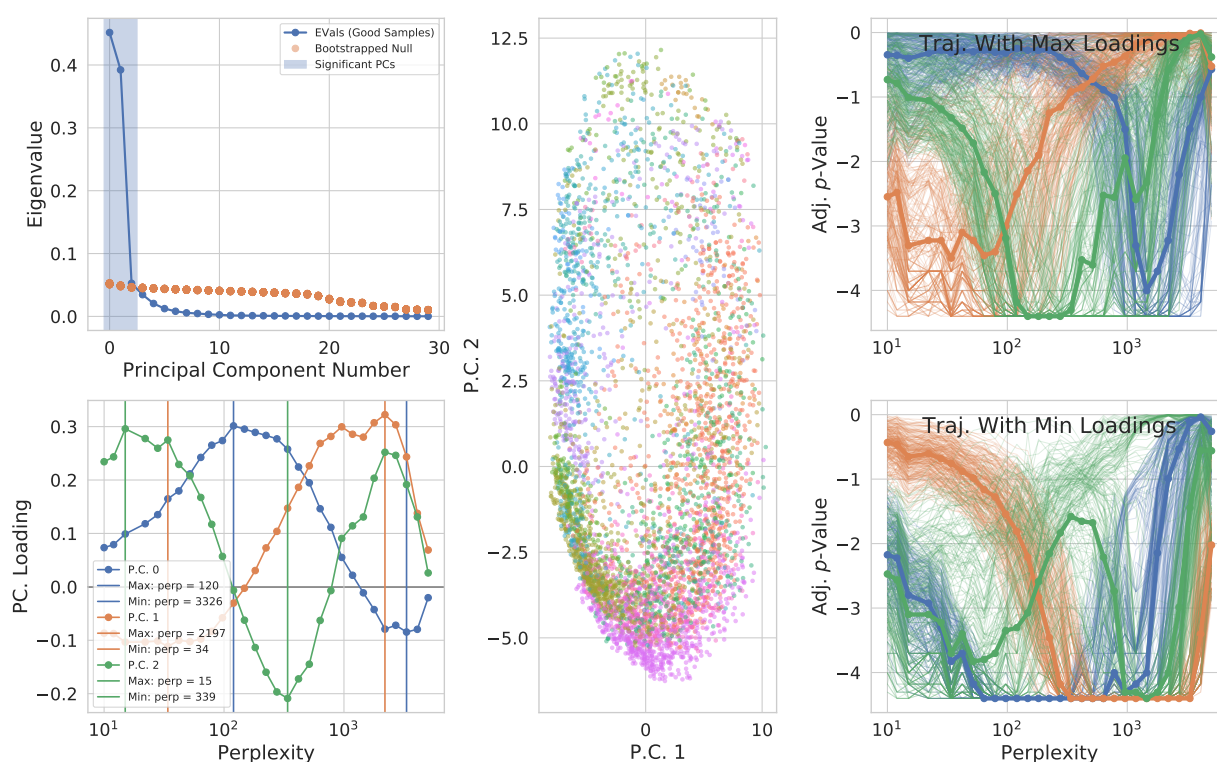 EVals (Good Samples)
Bootstrapped Null
Significant PCs
Eigenvalue
0.4
0.3
0.2
0.1
0.0
0
10
20
30
Principal Component Number
PC. Loading
0.3
0.2
0.1
0.0
−0.1
−0.2
P.C. 0
Max: perp = 120
Min: perp = 3326
P.C. 1
Max: perp = 2197
Min: perp = 34
P.C. 2
Max: perp = 15
Min: perp = 339
10¹
10²
10³
Perplexity
P.C. 2
12.5
10.0
7.5
5.0
2.5
0.0
−2.5
−5.0
0
10
P.C. 1
Traj. With Max Loadings
Adj. p-Value
0
−1
−2
−3
−4
10¹
10²
10³
Traj. With Min Loadings
Adj. p-Value
0
−1
−2
−3
−4
10¹
10²
10³
Perplexity